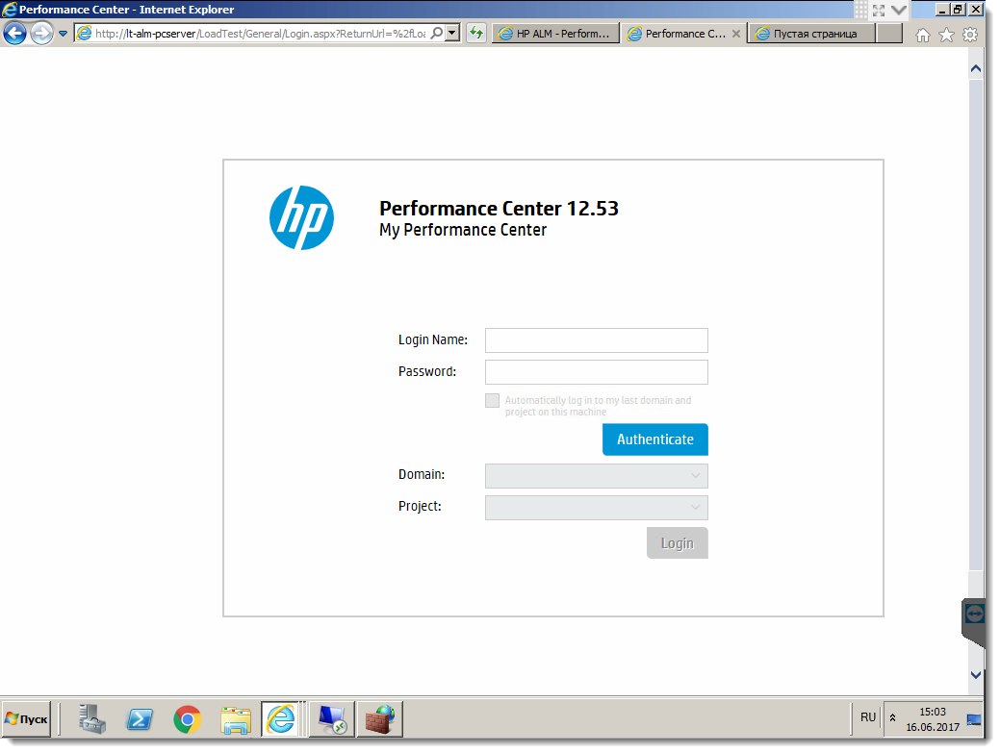 Performance Center - Internet Explorer
http://lt-alm-pcserver/LoadTest/General/Login.aspx?ReturnUrl=%2fLoa
HP ALM - Perform...
Performance C...
Пустая страница
hp
Performance Center 12.53
My Performance Center
Login Name:
Password:
Automatically log in to my last domain and
project on this machine
Authenticate
Domain:
Project:
Login
Пуск
RU
15:03
16.06.2017